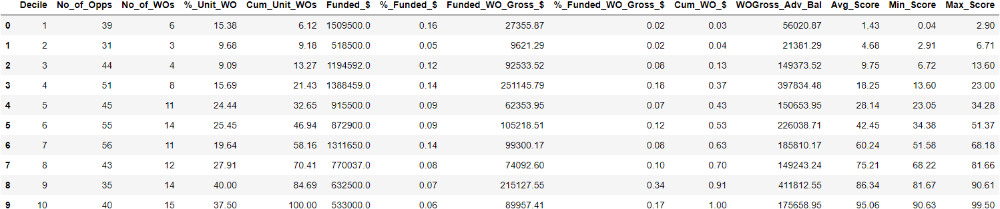 Decile No_of_Opps No_of_WOs %_Unit_WO Cum_Unit_WOs Funded_$ %_Funded_$ Funded_WO_Gross_$ %_Funded_WO_Gross_$ Cum_WO_$ WOGross_Adv_Bal Avg_Score Min_Score Max_Score
0 1 39 6 15.38 6.12 1509500.0 0.16 27355.87 0.02 0.03 56020.87 1.43 0.04 2.90
1 2 31 3 9.68 9.18 518500.0 0.05 9621.29 0.02 0.04 21381.29 4.68 2.91 6.71
2 3 44 4 9.09 13.27 1194592.0 0.12 92533.52 0.08 0.13 149373.52 9.75 6.72 13.60
3 4 51 8 15.69 21.43 1388459.0 0.14 251145.79 0.18 0.37 397834.48 18.25 13.60 23.00
4 5 45 11 24.44 32.65 915500.0 0.09 62353.95 0.07 0.43 150653.95 28.14 23.05 34.28
5 6 55 14 25.45 46.94 872900.0 0.09 105218.51 0.12 0.53 226038.71 42.45 34.38 51.37
6 7 56 11 19.64 58.16 1311650.0 0.14 99300.17 0.08 0.63 185810.17 60.24 51.58 68.18
7 8 43 12 27.91 70.41 770037.0 0.08 74092.60 0.10 0.70 149243.24 75.21 68.22 81.66
8 9 35 14 40.00 84.69 632500.0 0.07 215127.55 0.34 0.91 411812.55 86.34 81.67 90.61
9 10 40 15 37.50 100.00 533000.0 0.06 89957.41 0.17 1.00 175658.95 95.06 90.63 99.50